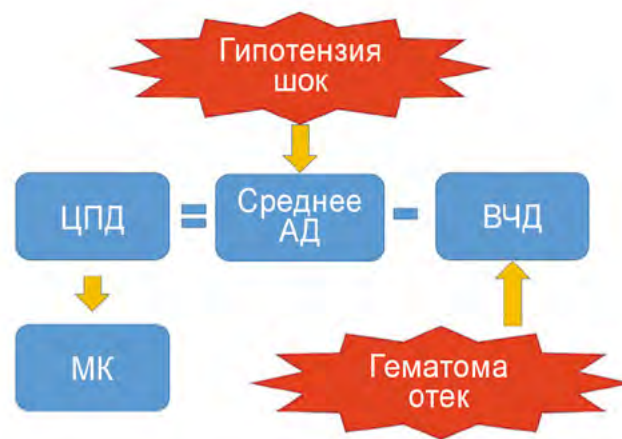 Гипотензия
шок
ЦПД = Среднее АД - ВЧД
МК
Гематома
отек